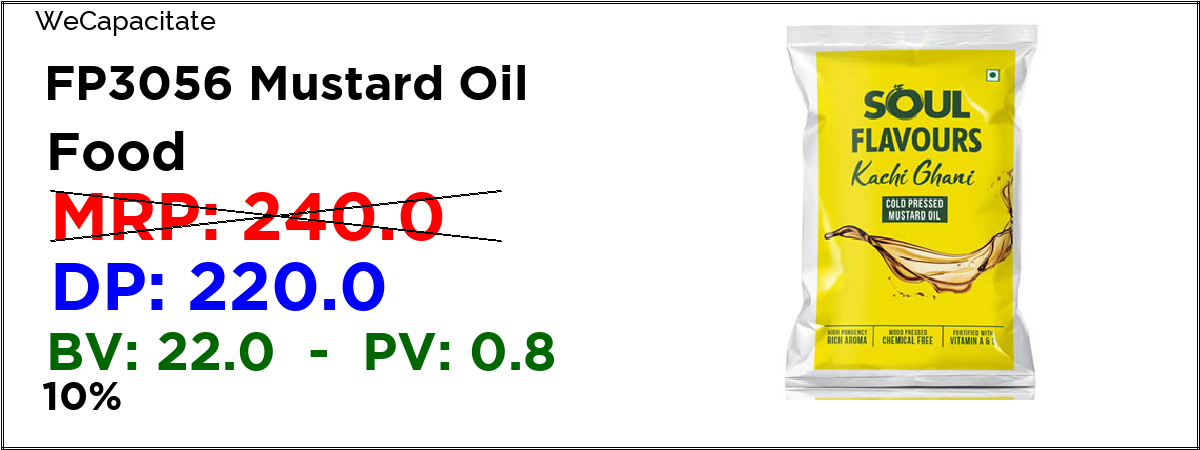 WeCapacitate
FP3056 Mustard Oil
Food
MRP: 240.0
DP: 220.0
BV: 22.0 - PV: 0.8
10%
SOUL
FLAVOURS
Kachi Ghani
COLD PRESSED
MUSTARD OIL
HIGH PUNGENCY
RICH AROMA
WOOD PRESSED
CHEMICAL FREE
FORTIFIED WITH
VITAMIN A &